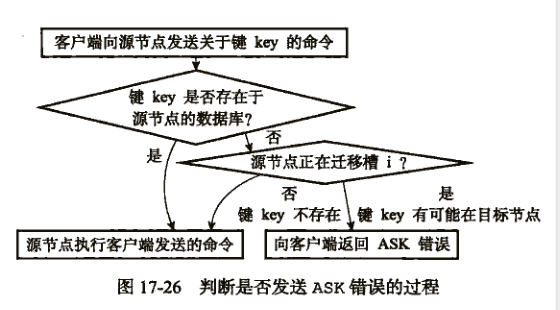 客户端向源节点发送关于键 key 的命令
键 key 是否存在于
源节点的数据库?
是
否
源节点正在迁移槽 i ?
否
键 key 不存在
是
键 key 有可能在目标节点
源节点执行客户端发送的命令
向客户端返回 ASK 错误
图 17-26 判断是否发送 ASK 错误的过程